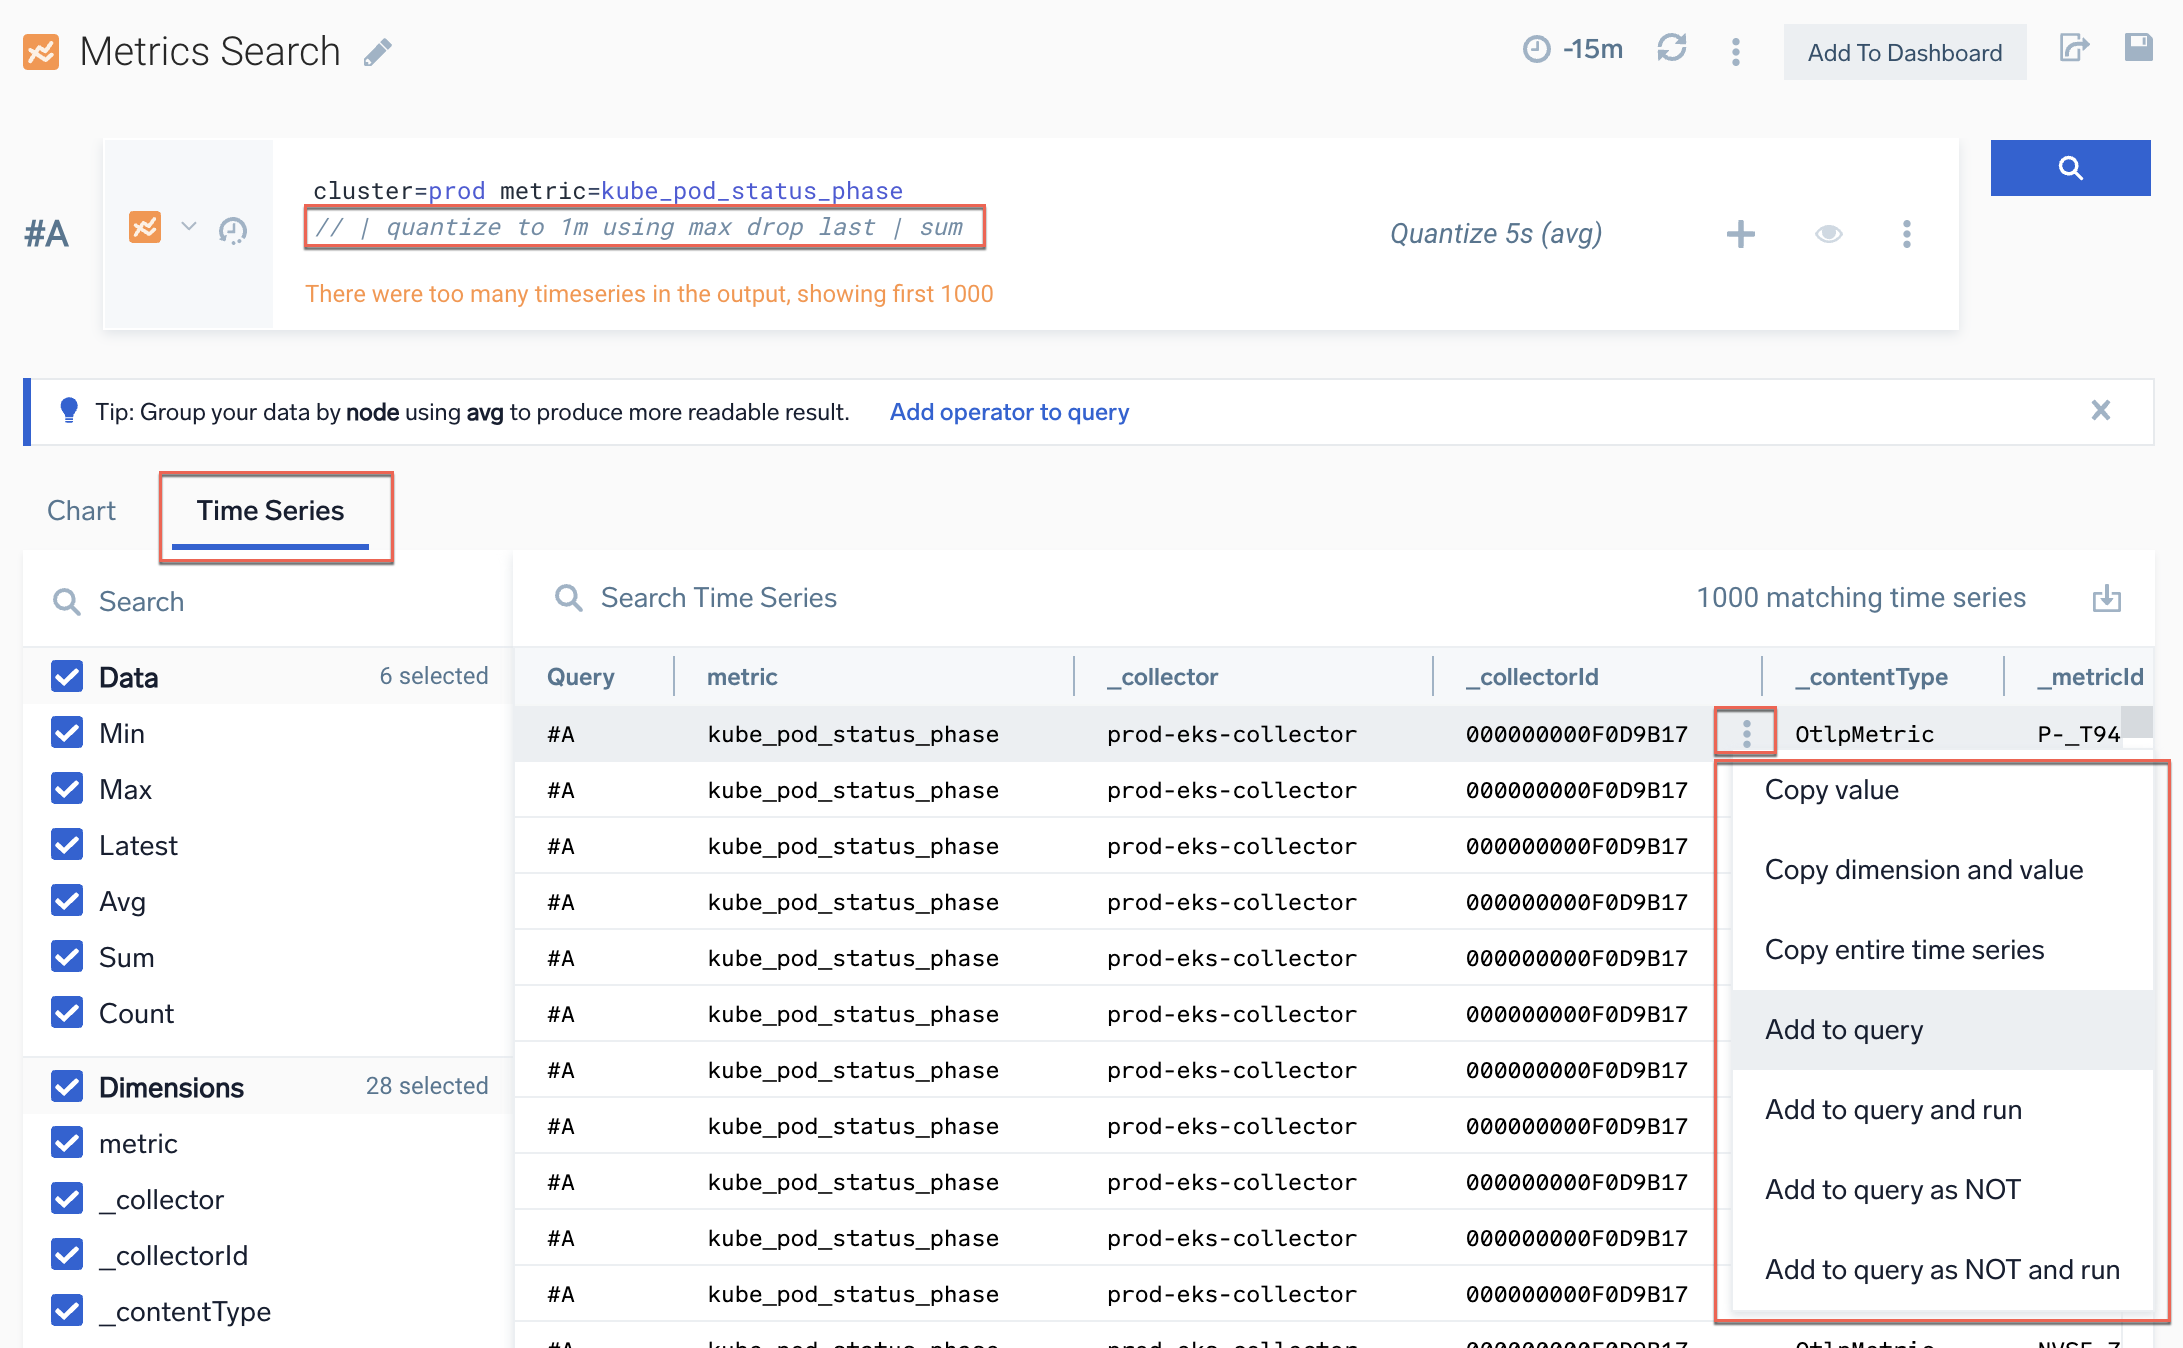 Metrics Search
-15m
Add To Dashboard
#A
cluster=prod metric=kube_pod_status_phase
// | quantize to 1m using max drop last | sum
Quantize 5s (avg)
There were too many timeseries in the output, showing first 1000
Tip: Group your data by node using avg to produce more readable result. Add operator to query
Chart Time Series
Search
Search Time Series 1000 matching time series
Data 6 selected
Min
Max
Latest
Avg
Sum
Count
Dimensions 28 selected
metric
_collector
_collectorId
_contentType
Query metric _collector _collectorId _contentType _metricId
#A kube_pod_status_phase prod-eks-collector 000000000F0D9B17 OtlpMetric P-_T94
#A kube_pod_status_phase prod-eks-collector 000000000F0D9B17
#A kube_pod_status_phase prod-eks-collector 000000000F0D9B17
#A kube_pod_status_phase prod-eks-collector 000000000F0D9B17
#A kube_pod_status_phase prod-eks-collector 000000000F0D9B17
#A kube_pod_status_phase prod-eks-collector 000000000F0D9B17
#A kube_pod_status_phase prod-eks-collector 000000000F0D9B17
#A kube_pod_status_phase prod-eks-collector 000000000F0D9B17
#A kube_pod_status_phase prod-eks-collector 000000000F0D9B17
#A kube_pod_status_phase prod-eks-collector 000000000F0D9B17
#A kube_pod_status_phase prod-eks-collector 000000000F0D9B17
#A kube_pod_status_phase prod-eks-collector 000000000F0D9B17 OtlpMetric
Copy value
Copy dimension and value
Copy entire time series
Add to query
Add to query and run
Add to query as NOT
Add to query as NOT and run